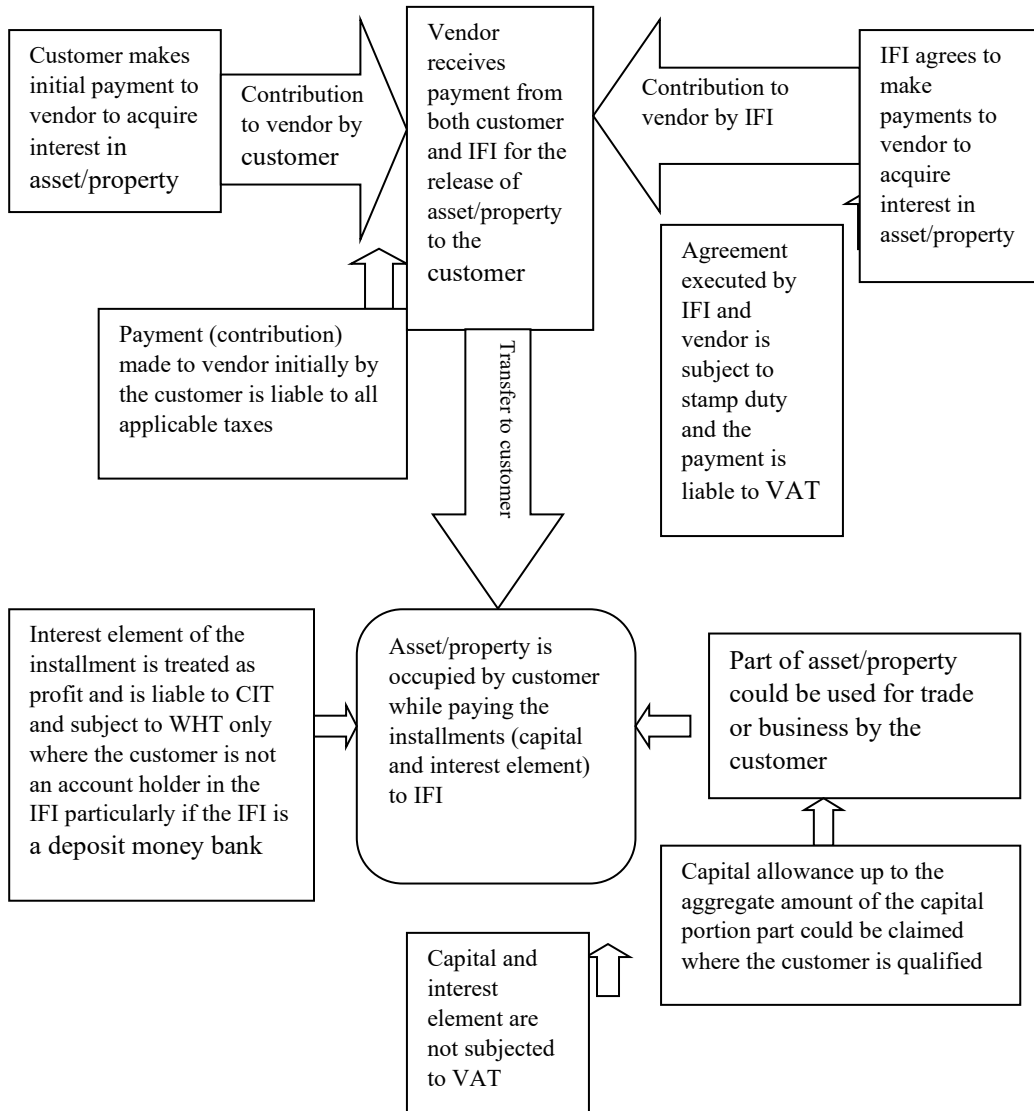 Customer makes
initial payment to
vendor to acquire
interest in
asset/property
Contribution
to vendor by
customer
Vendor
receives
payment from
both customer
and IFI for the
release of
asset/property
to the
customer
Contribution to
vendor by IFI
IFI agrees to
make
payments to
vendor to
acquire
interest in
asset/property
Payment (contribution)
made to vendor initially by
the customer is liable to all
applicable taxes
Agreement
executed by
IFI and
vendor is
subject to
stamp duty
and the
payment is
liable to VAT
Transfer to customer
Interest element of the
installment is treated as
profit and is liable to CIT
and subject to WHT only
where the customer is not
an account holder in the
IFI particularly if the IFI is
a deposit money bank
Asset/property is
occupied by customer
while paying the
installments (capital
and interest element)
to IFI
Part of asset/property
could be used for trade
or business by the
customer
Capital allowance up to the
aggregate amount of the capital
portion part could be claimed
where the customer is qualified
Capital and
interest
element are
not subjected
to VAT